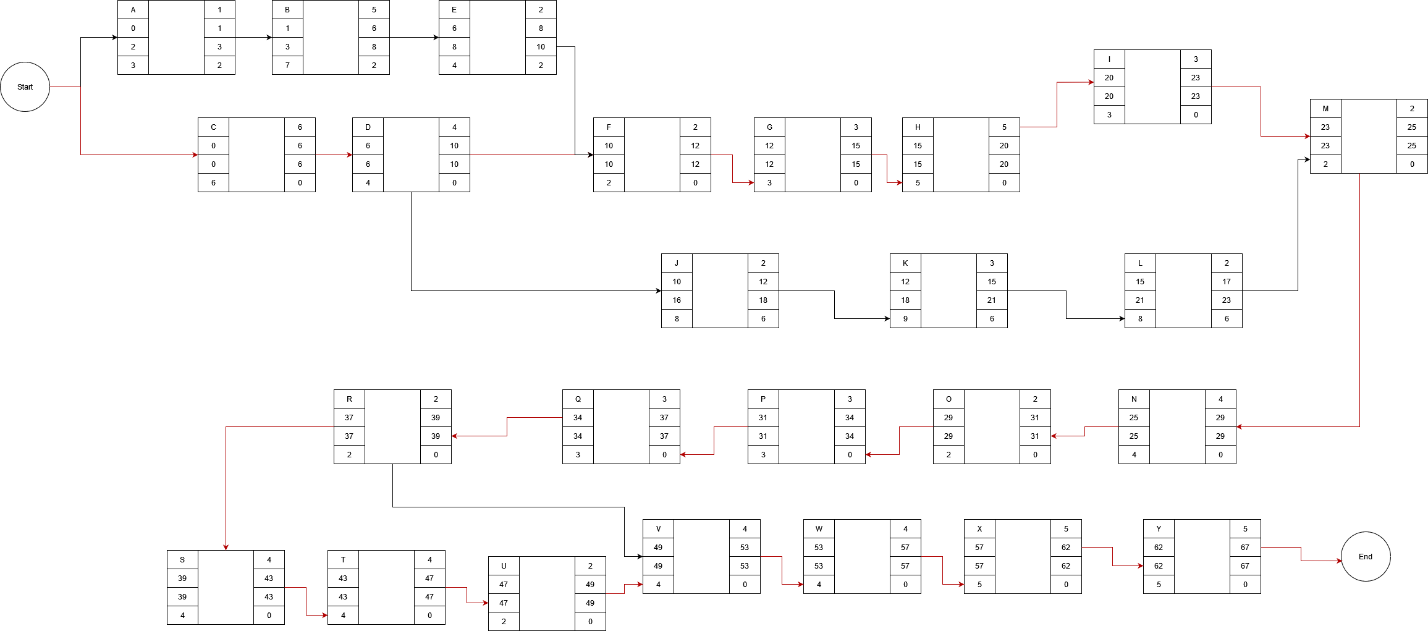 A 1
0 1
2 3
3 2
B 5
1 6
3 8
7 2
E 2
6 8
8 10
4 2
Start
C 6
0 6
0 6
6 0
D 4
6 10
6 10
4 0
F 2
10 12
10 12
2 0
G 3
12 15
12 15
3 0
H 5
15 20
15 20
5 0
I 3
20 23
20 23
3 0
M 2
23 25
23 25
2 0
J 2
10 12
16 18
8 6
K 3
12 15
18 21
9 6
L 2
15 17
21 23
8 6
R 2
37 39
37 39
2 0
Q 3
34 37
34 37
3 0
P 3
31 34
31 34
3 0
O 2
29 31
29 31
2 0
N 4
25 29
25 29
4 0
S 4
39 43
39 43
4 0
T 4
43 47
43 47
4 0
U 2
47 49
47 49
2 0
V 4
49 53
49 53
4 0
W 4
53 57
53 57
4 0
X 5
57 62
57 62
5 0
Y 5
62 67
62 67
5 0
End